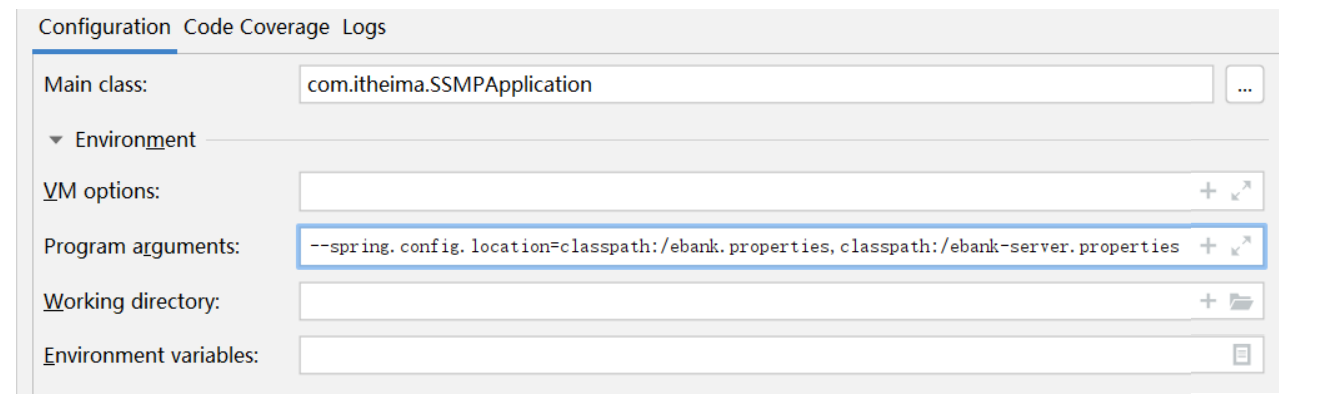 Configuration Code Coverage Logs
Main class: com.itheima.SSMPApplication ...
Environment
VM options:
Program arguments: --spring.config.location=classpath:/ebank.properties,classpath:/ebank-server.properties
Working directory:
Environment variables: